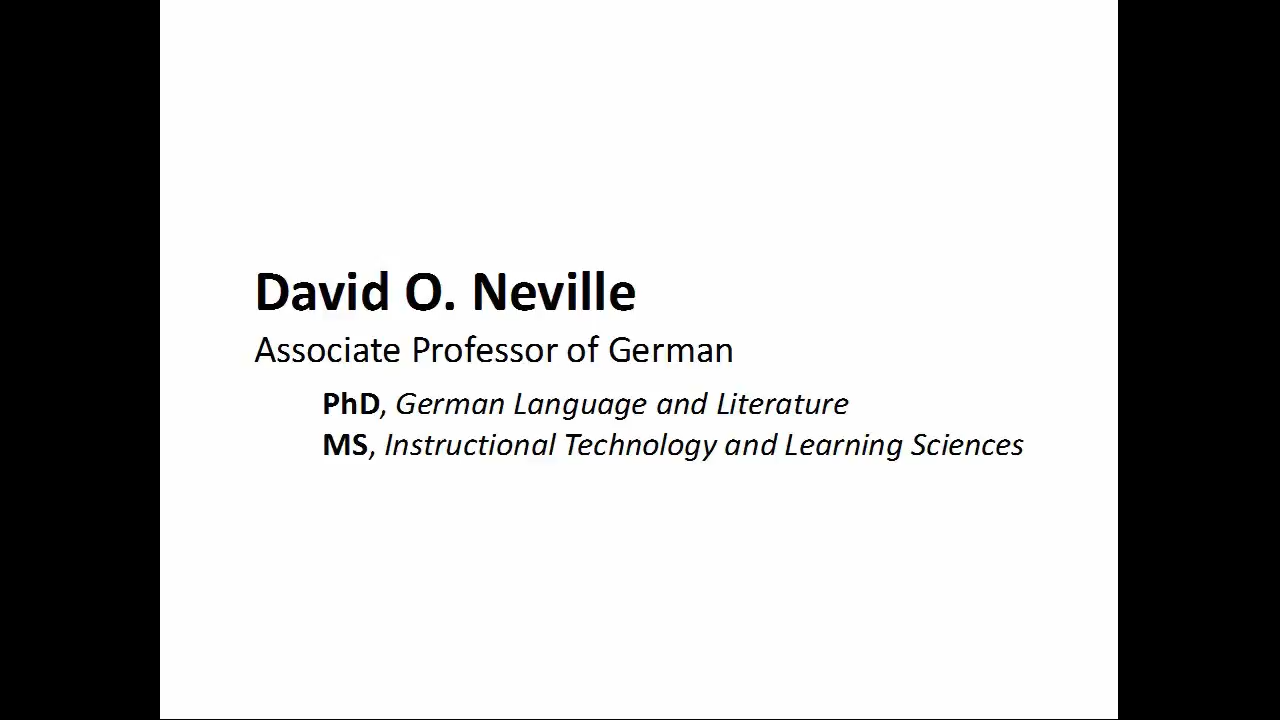 David O. Neville
Associate Professor of German
PhD, German Language and Literature
MS, Instructional Technology and Learning Sciences